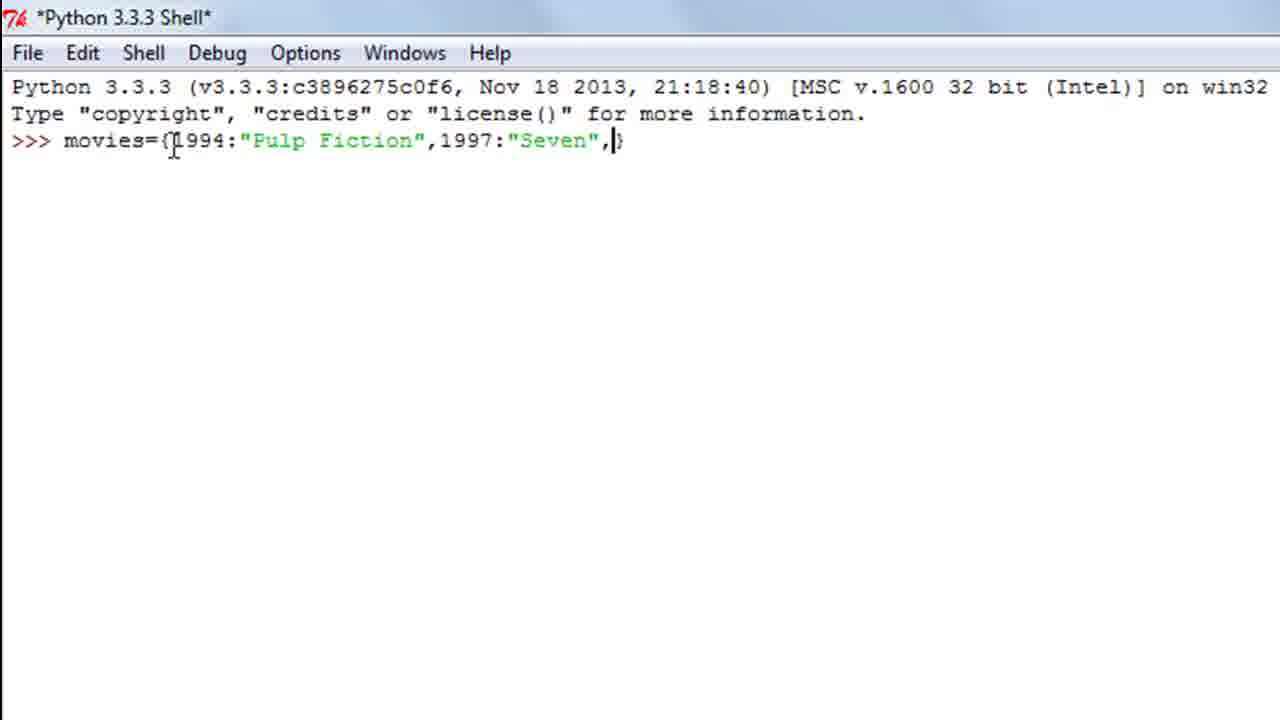 *Python 3.3.3 Shell*
File Edit Shell Debug Options Windows Help
Python 3.3.3 (v3.3.3:c3896275c0f6, Nov 18 2013, 21:18:40) [MSC v.1600 32 bit (Intel)] on win32
Type "copyright", "credits" or "license()" for more information.
>>> movies={1994:"Pulp Fiction",1997:"Seven",}